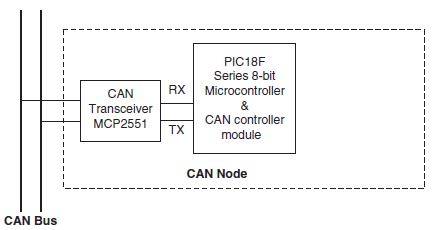 PIC18F
Series 8-bit
Microcontroller
&
CAN controller
module
CAN
Transceiver
MCP2551
RX
TX
CAN Node
CAN Bus